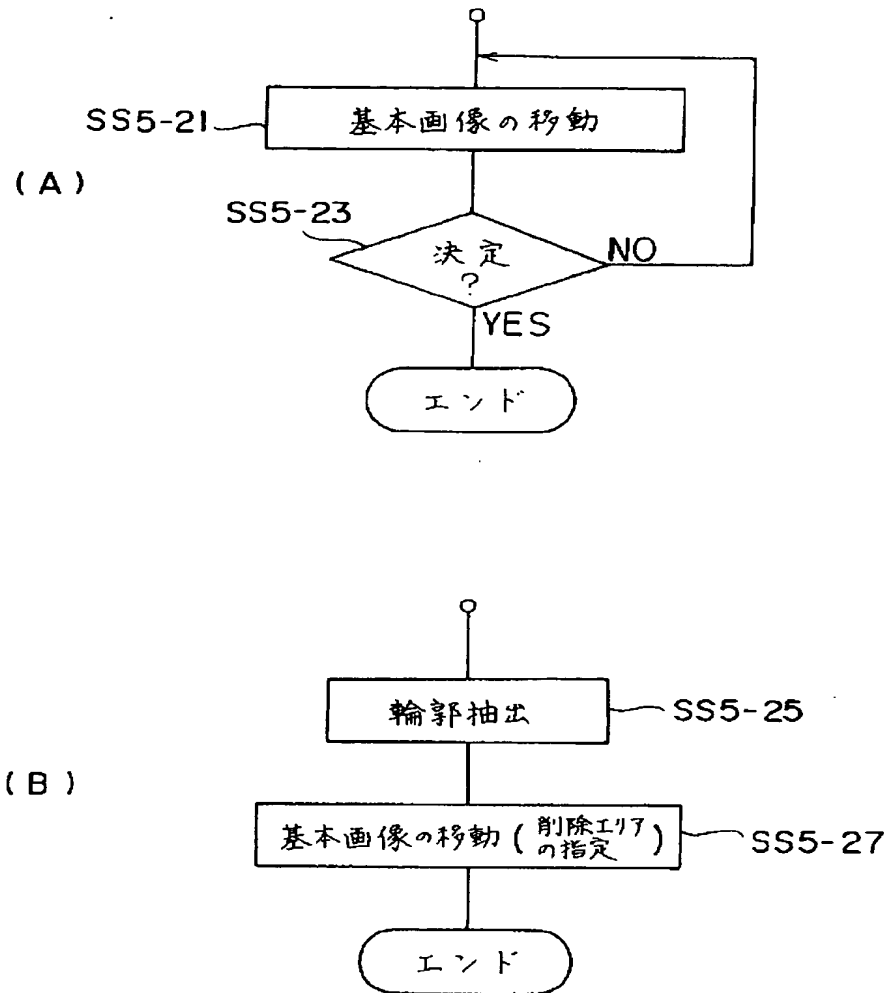 SS5-21
基本画像の移動
(A)
SS5-23
決定
?
NO
YES
エンド
輪郭抽出
SS5-25
(B)
基本画像の移動(削除エリア
の指定)
SS5-27
エンド